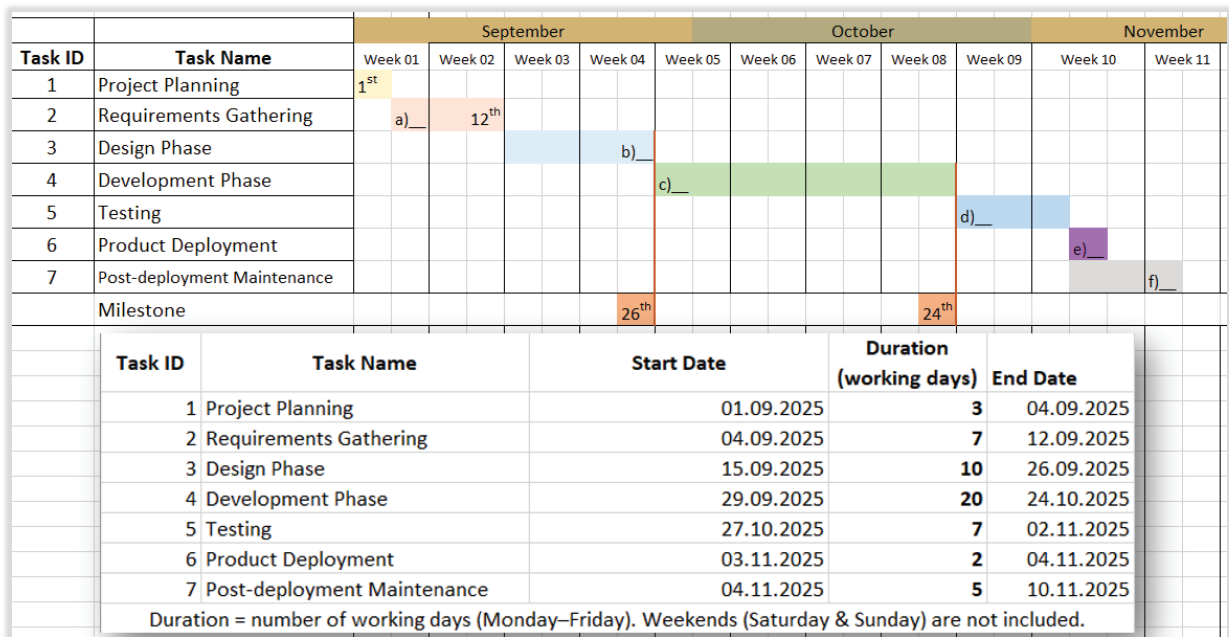 September October November
Task ID Task Name Week 01 Week 02 Week 03 Week 04 Week 05 Week 06 Week 07 Week 08 Week 09 Week 10 Week 11
1 Project Planning 1st
2 Requirements Gathering a)__ 12th
3 Design Phase b)__
4 Development Phase c)__
5 Testing d)__
6 Product Deployment e)__
7 Post-deployment Maintenance f)__
Milestone 26th 24th
Task ID Task Name Start Date Duration (working days) End Date
1 Project Planning 01.09.2025 3 04.09.2025
2 Requirements Gathering 04.09.2025 7 12.09.2025
3 Design Phase 15.09.2025 10 26.09.2025
4 Development Phase 29.09.2025 20 24.10.2025
5 Testing 27.10.2025 7 02.11.2025
6 Product Deployment 03.11.2025 2 04.11.2025
7 Post-deployment Maintenance 04.11.2025 5 10.11.2025
Duration = number of working days (Monday–Friday). Weekends (Saturday & Sunday) are not included.